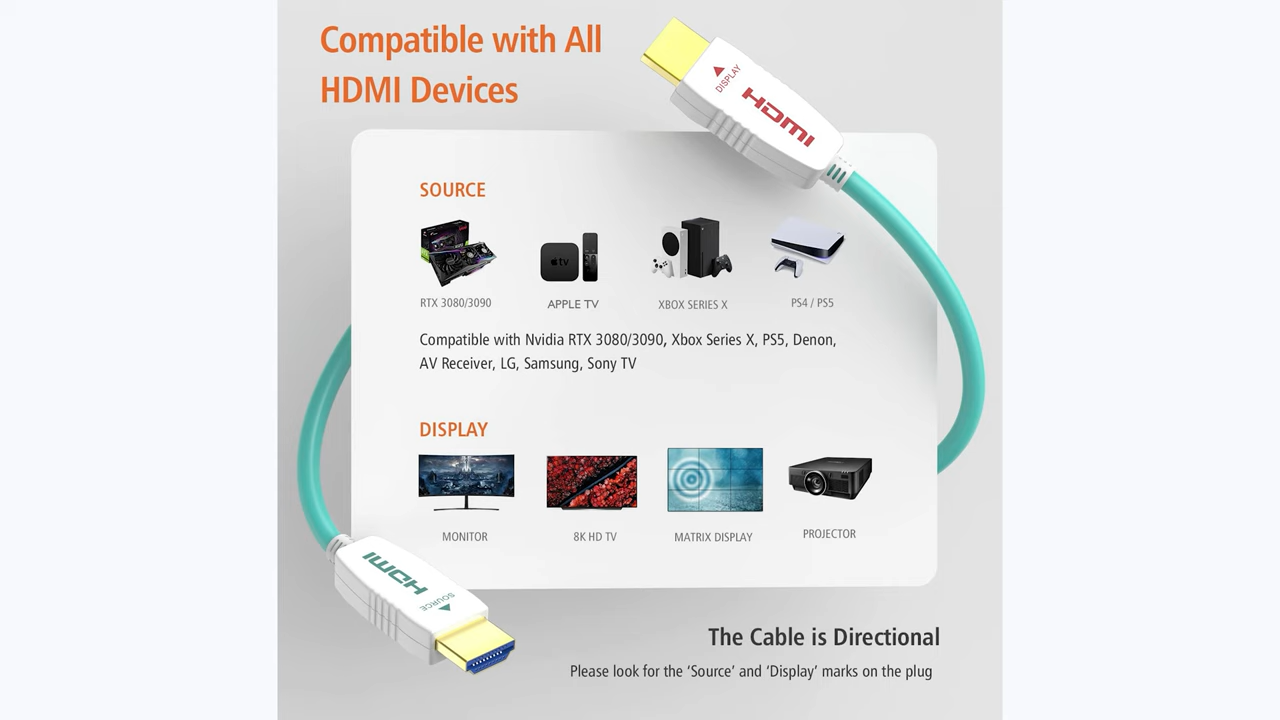 Compatible with All
HDMI Devices
DISPLAY
HDMI
SOURCE
tv
RTX 3080/3090
APPLE TV
XBOX SERIES X
PS4 / PS5
Compatible with Nvidia RTX 3080/3090, Xbox Series X, PS5, Denon,
AV Receiver, LG, Samsung, Sony TV
DISPLAY
MONITOR
8K HD TV
MATRIX DISPLAY
PROJECTOR
HDMI
SOURCE
The Cable is Directional
Please look for the ‘Source’ and ‘Display’ marks on the plug